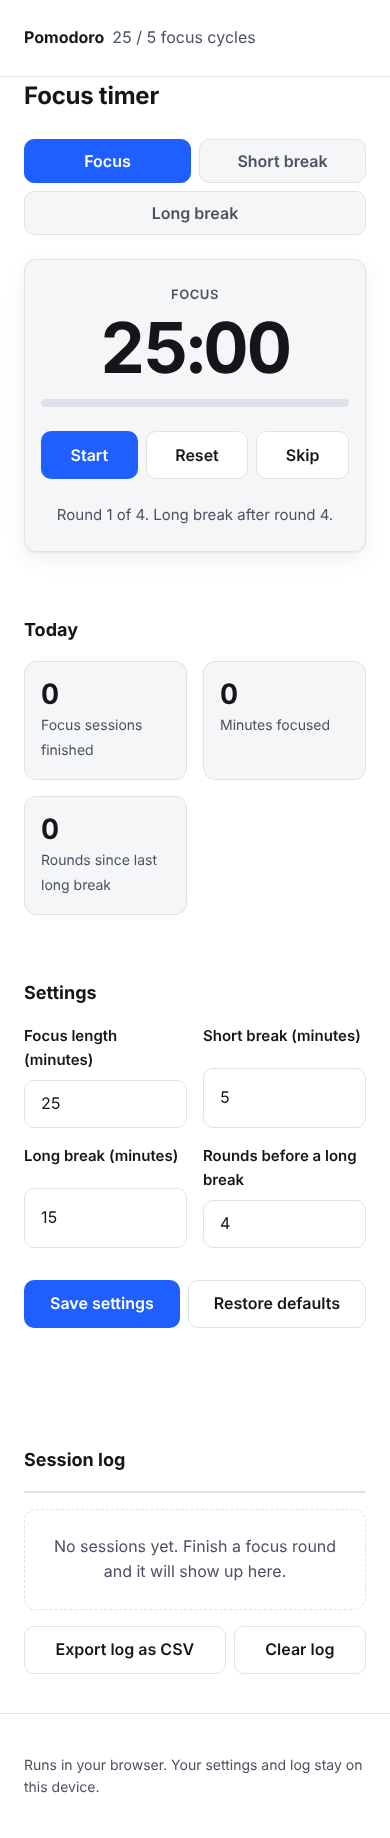 Pomodoro 25 / 5 focus cycles
Focus timer
Focus
Short break
Long break
FOCUS
25:00
Start
Reset
Skip
Round 1 of 4. Long break after round 4.
Today
0
Focus sessions
finished
0
Minutes focused
0
Rounds since last
long break
Settings
Focus length
(minutes)
25
Short break (minutes)
5
Long break (minutes)
15
Rounds before a long
break
4
Save settings
Restore defaults
Session log
No sessions yet. Finish a focus round
and it will show up here.
Export log as CSV
Clear log
Runs in your browser. Your settings and log stay on
this device.